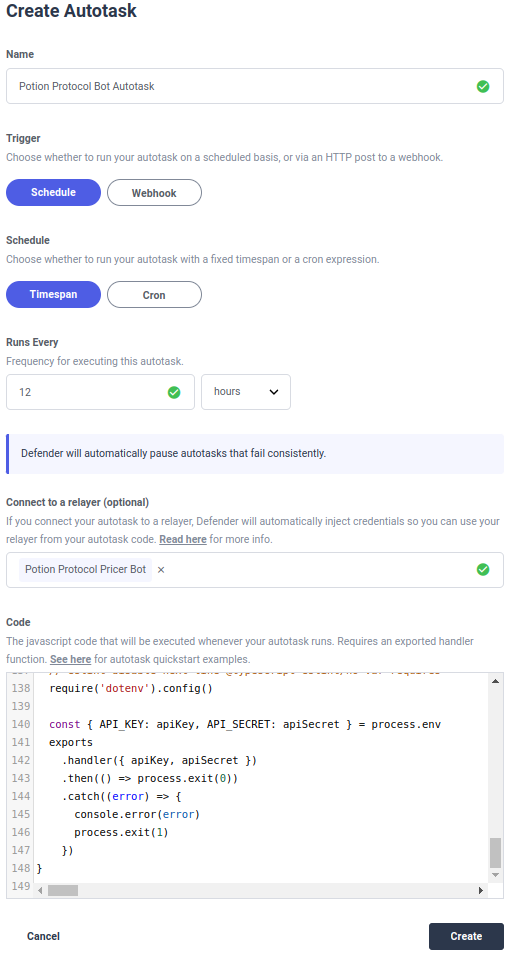 Create Autotask
Name
Potion Protocol Bot Autotask
Trigger
Choose whether to run your autotask on a scheduled basis, or via an HTTP post to a webhook.
Schedule Webhook
Schedule
Choose whether to run your autotask with a fixed timespan or a cron expression.
Timespan Cron
Runs Every
Frequency for executing this autotask.
12 hours
Defender will automatically pause autotasks that fail consistently.
Connect to a relayer (optional)
If you connect your autotask to a relayer, Defender will automatically inject credentials so you can use your
relayer from your autotask code. Read here for more info.
Potion Protocol Pricer Bot ×
Code
The javascript code that will be executed whenever your autotask runs. Requires an exported handler
function. See here for autotask quickstart examples.
138 require('dotenv').config()
139
140 const { API_KEY: apiKey, API_SECRET: apiSecret } = process.env
141 exports
142 .handler({ apiKey, apiSecret })
143 .then(() => process.exit(0))
144 .catch((error) => {
145 console.error(error)
146 process.exit(1)
147 })
148 }
149
Cancel Create